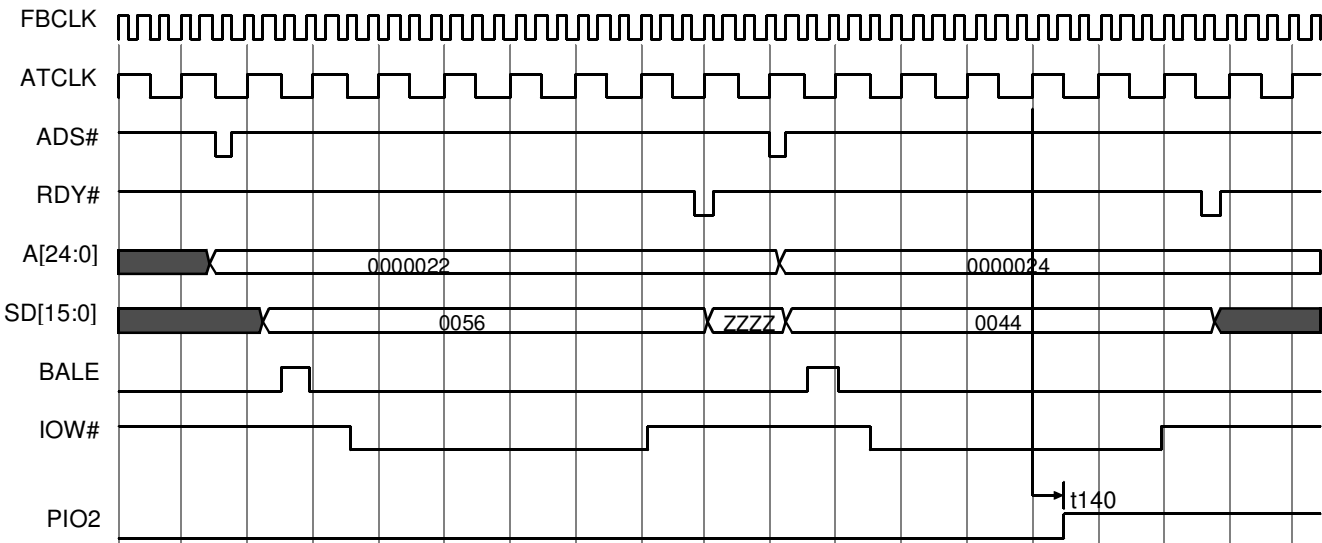 FBCLK
ATCLK
ADS#
RDY#
A[24:0] 0000022 0000024
SD[15:0] 0056 ZZZZ 0044
BALE
IOW#
t140
PIO2